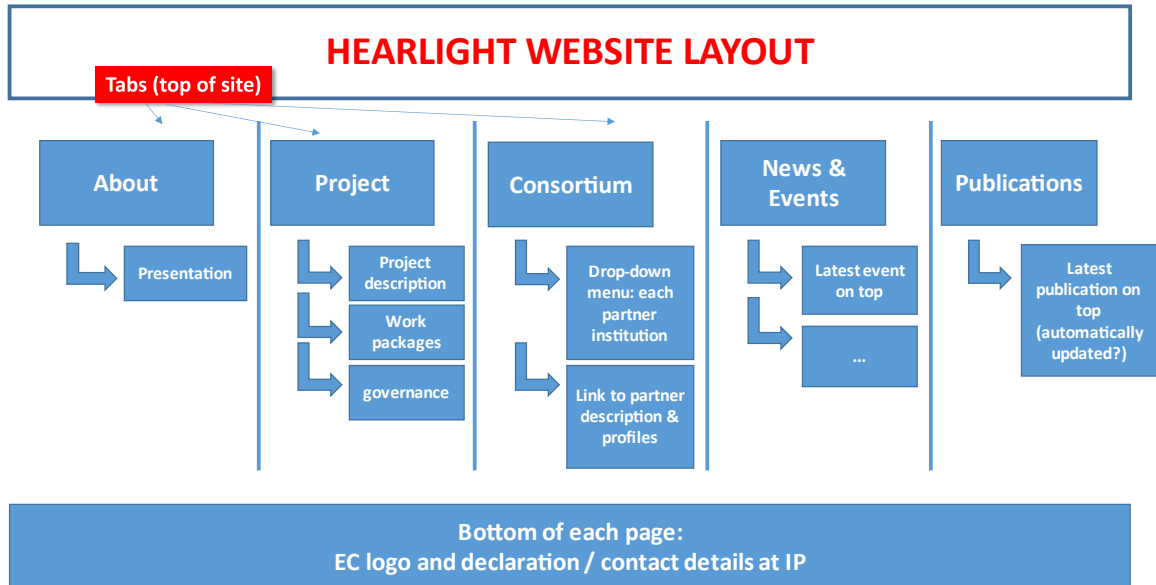 HEARLIGHT WEBSITE LAYOUT
Tabs (top of site)
About
Presentation
Project
Project
description
Work
packages
governance
Consortium
Drop-down
menu: each
partner
institution
Link to partner
description &
profiles
News &
Events
Latest event
on top
...
Publications
Latest
publication on
top
(automatically
updated?)
Bottom of each page:
EC logo and declaration / contact details at IP